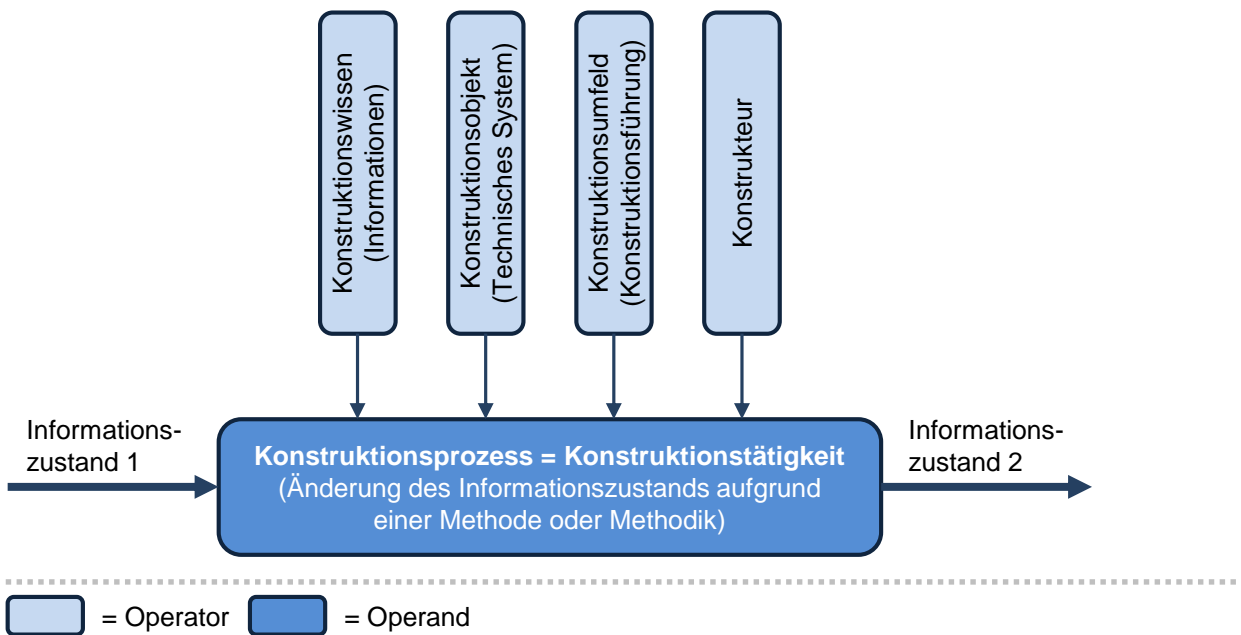 Konstruktionswissen
(Informationen)
Konstruktionsobjekt
(Technisches System)
Konstruktionsumfeld
(Konstruktionsführung)
Konstrukteur
Informations-
zustand 1
Konstruktionsprozess = Konstruktionstätigkeit
(Änderung des Informationszustands aufgrund
einer Methode oder Methodik)
Informations-
zustand 2
= Operator
= Operand